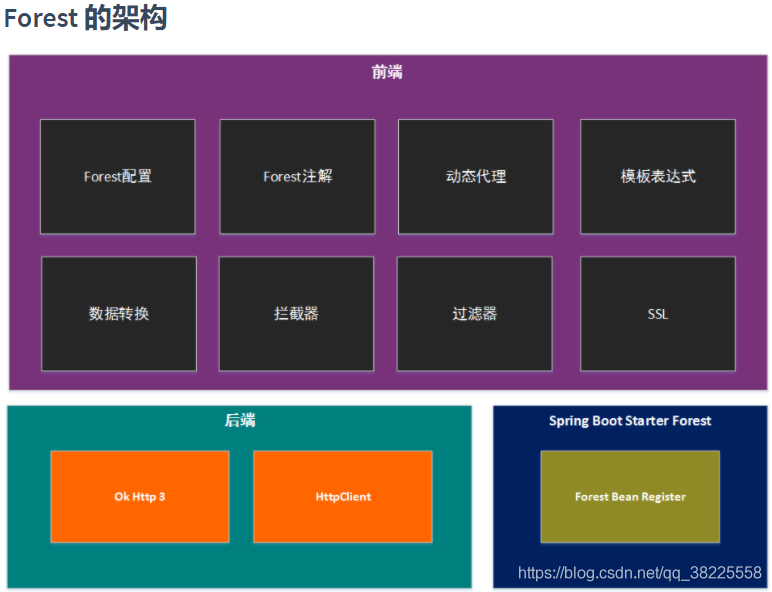 Forest 的架构
前端
Forest配置
Forest注解
动态代理
模板表达式
数据转换
拦截器
过滤器
SSL
后端
Ok Http 3
HttpClient
Spring Boot Starter Forest
Forest Bean Register
https://blog.csdn.net/qq_38225558